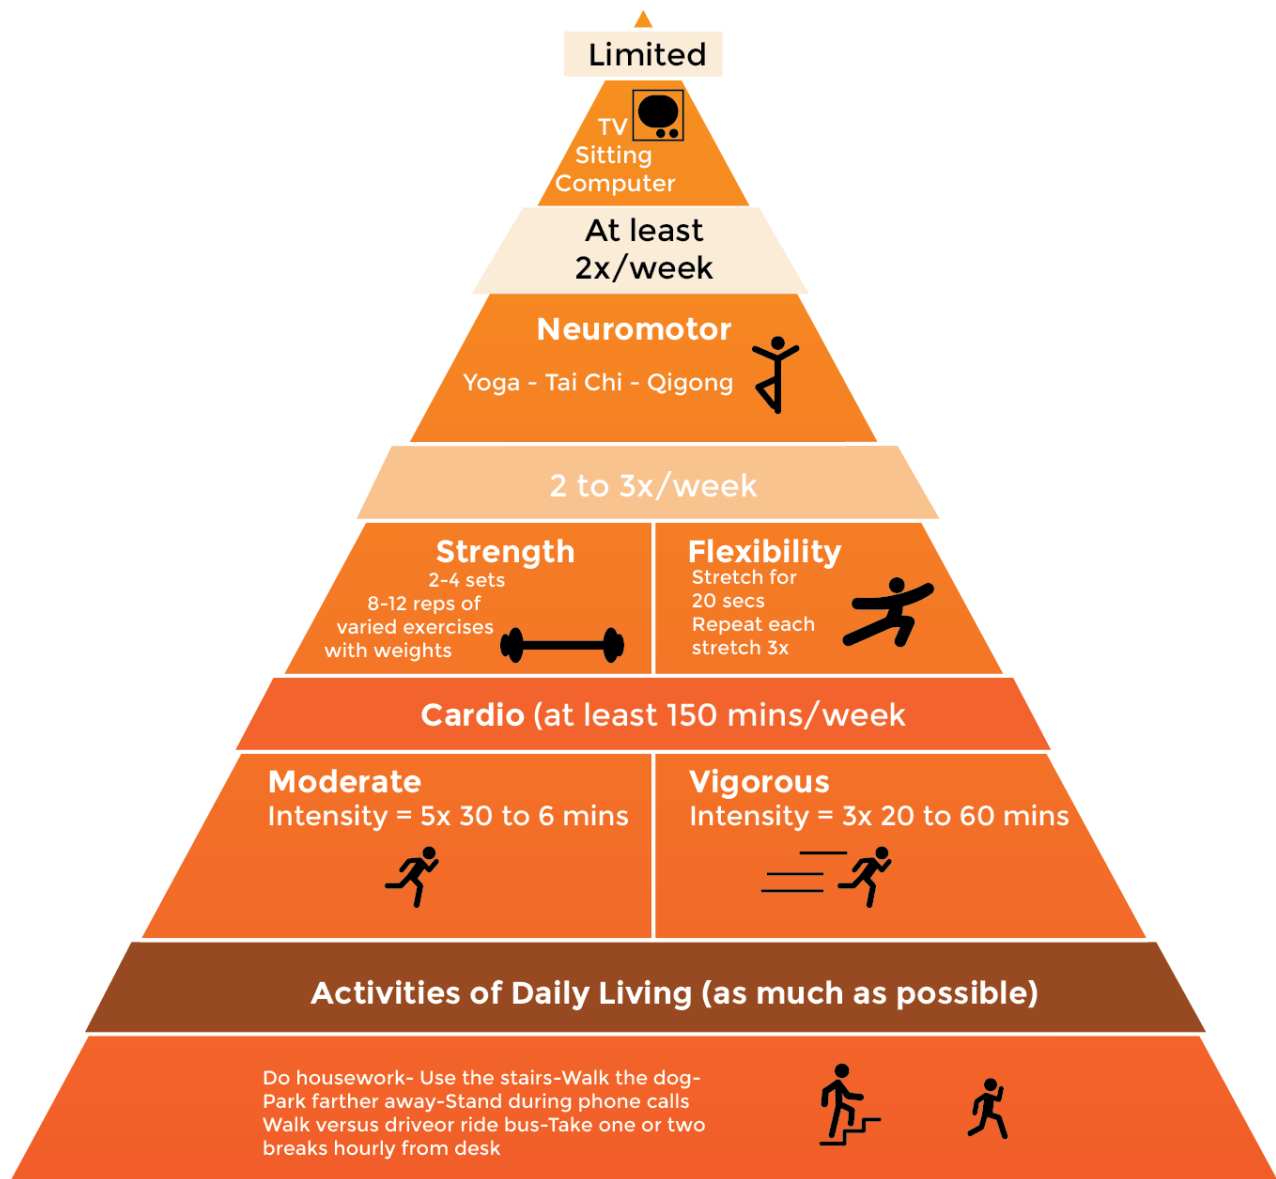 Limited
TV
Sitting
Computer
At least
2x/week
Neuromotor
Yoga - Tai Chi - Qigong
2 to 3x/week
Strength
2-4 sets
8-12 reps of
varied exercises
with weights
Flexibility
Stretch for
20 secs
Repeat each
stretch 3x
Cardio (at least 150 mins/week
Moderate
Intensity = 5x 30 to 6 mins
Vigorous
Intensity = 3x 20 to 60 mins
Activities of Daily Living (as much as possible)
Do housework- Use the stairs-Walk the dog-
Park farther away-Stand during phone calls
Walk versus driveor ride bus-Take one or two
breaks hourly from desk